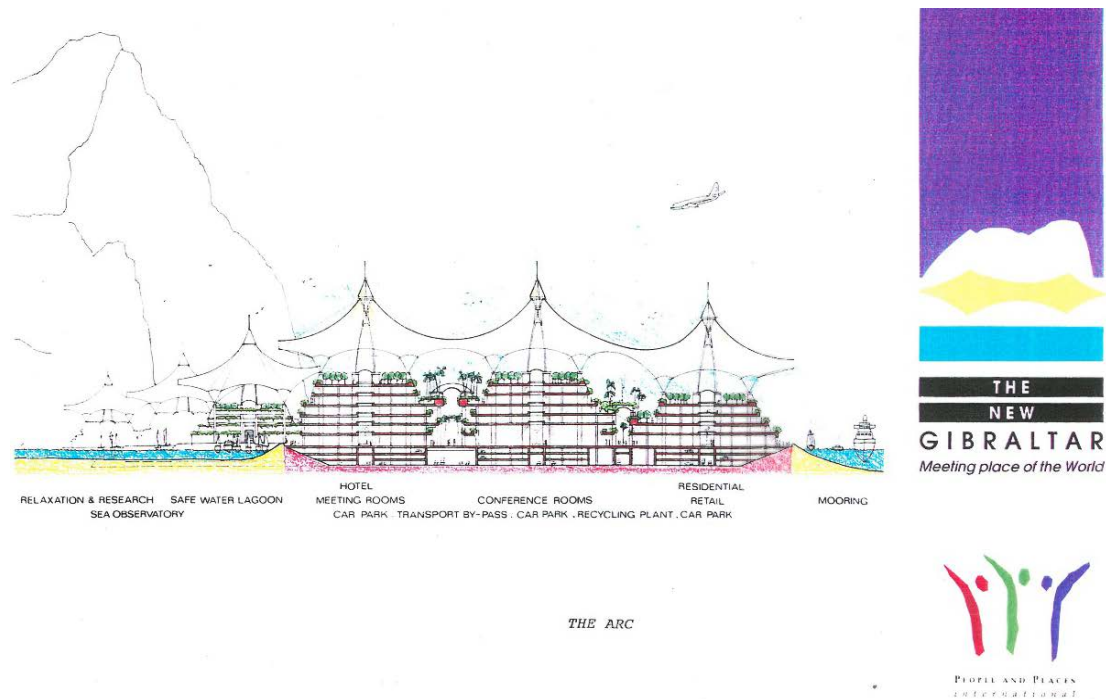 RELAXATION & RESEARCH
SEA OBSERVATORY
SAFE WATER LAGOON
HOTEL
MEETING ROOMS
CONFERENCE ROOMS
RESIDENTIAL
RETAIL
MOORING
CAR PARK . TRANSPORT BY-PASS . CAR PARK . RECYCLING PLANT . CAR PARK
THE ARC
THE
NEW
GIBRALTAR
Meeting place of the World
PEOPLE AND PLACES
international